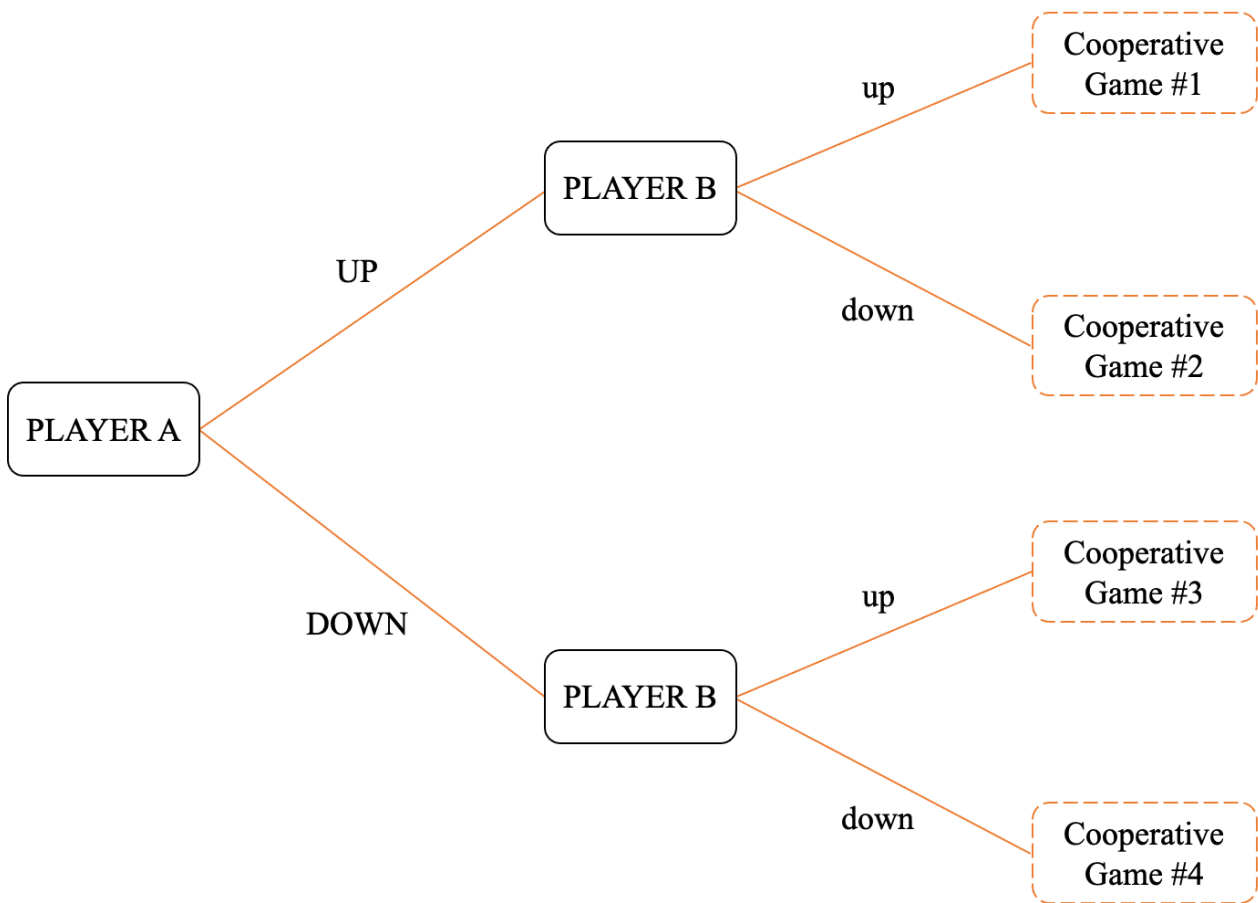 Cooperative
Game #1
up
PLAYER B
UP
down
Cooperative
Game #2
PLAYER A
Cooperative
Game #3
up
DOWN
PLAYER B
down
Cooperative
Game #4